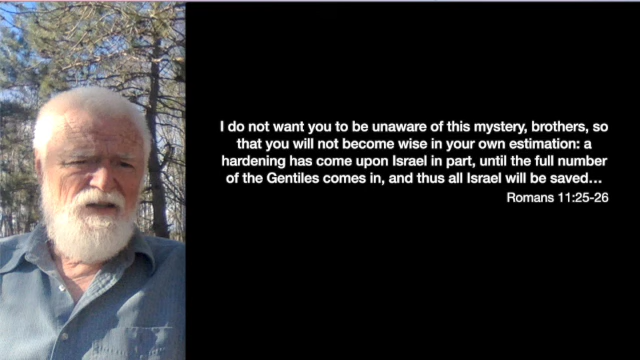 I do not want you to be unaware of this mystery, brothers, so
that you will not become wise in your own estimation: a
hardening has come upon Israel in part, until the full number
of the Gentiles comes in, and thus all Israel will be saved…
Romans 11:25-26